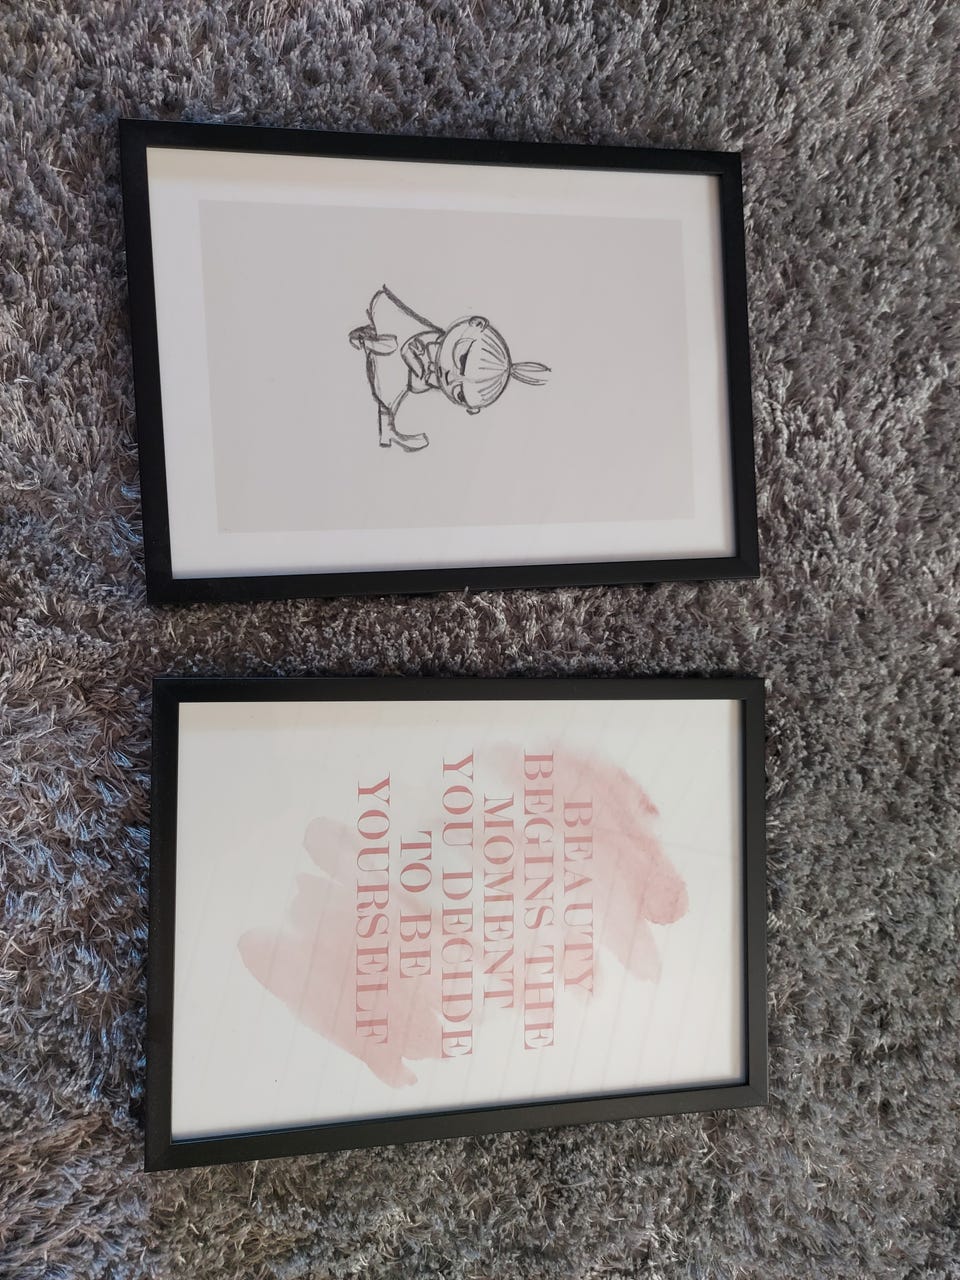 BEAUTY
BEGINS THE
MOMENT
YOU DECIDE
TO BE
YOURSELF